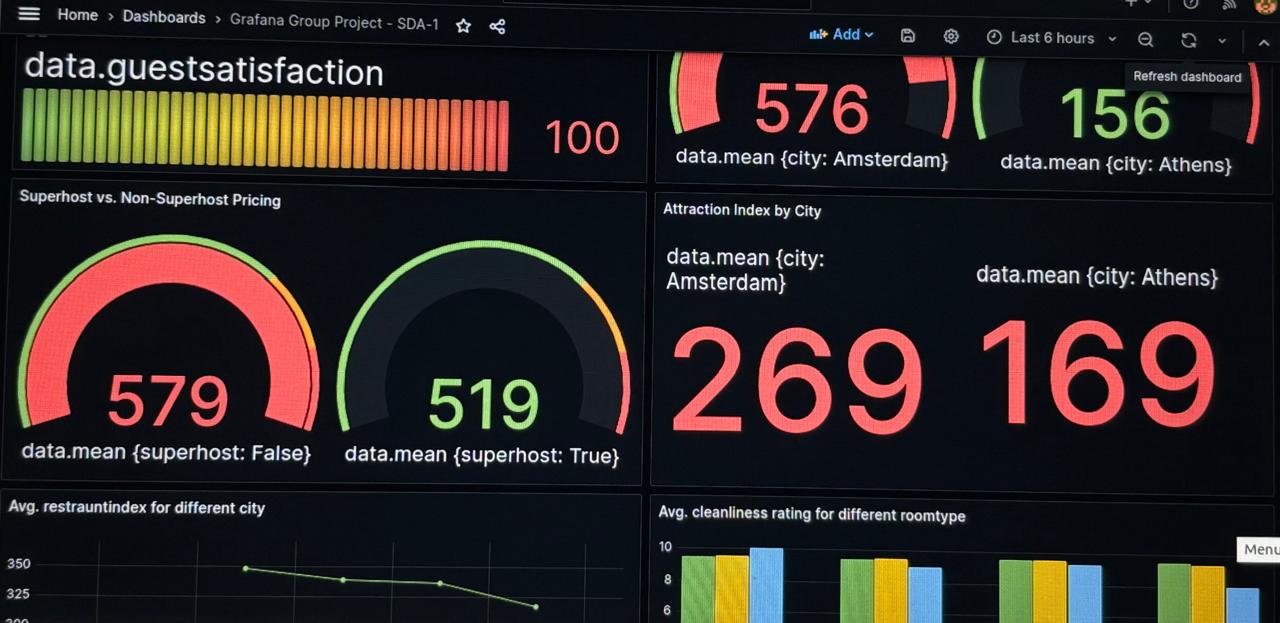 Home › Dashboards › Grafana Group Project - SDA-1
Add
Last 6 hours
Refresh dashboard
data.guestsatisfaction
100
576
156
data.mean {city: Amsterdam}
data.mean {city: Athens}
Superhost vs. Non-Superhost Pricing
579
519
data.mean {superhost: False}
data.mean {superhost: True}
Attraction Index by City
data.mean {city:
Amsterdam}
data.mean {city: Athens}
269
169
Avg. restrauntindex for different city
350
325
Avg. cleanliness rating for different roomtype
10
8
6
Menu